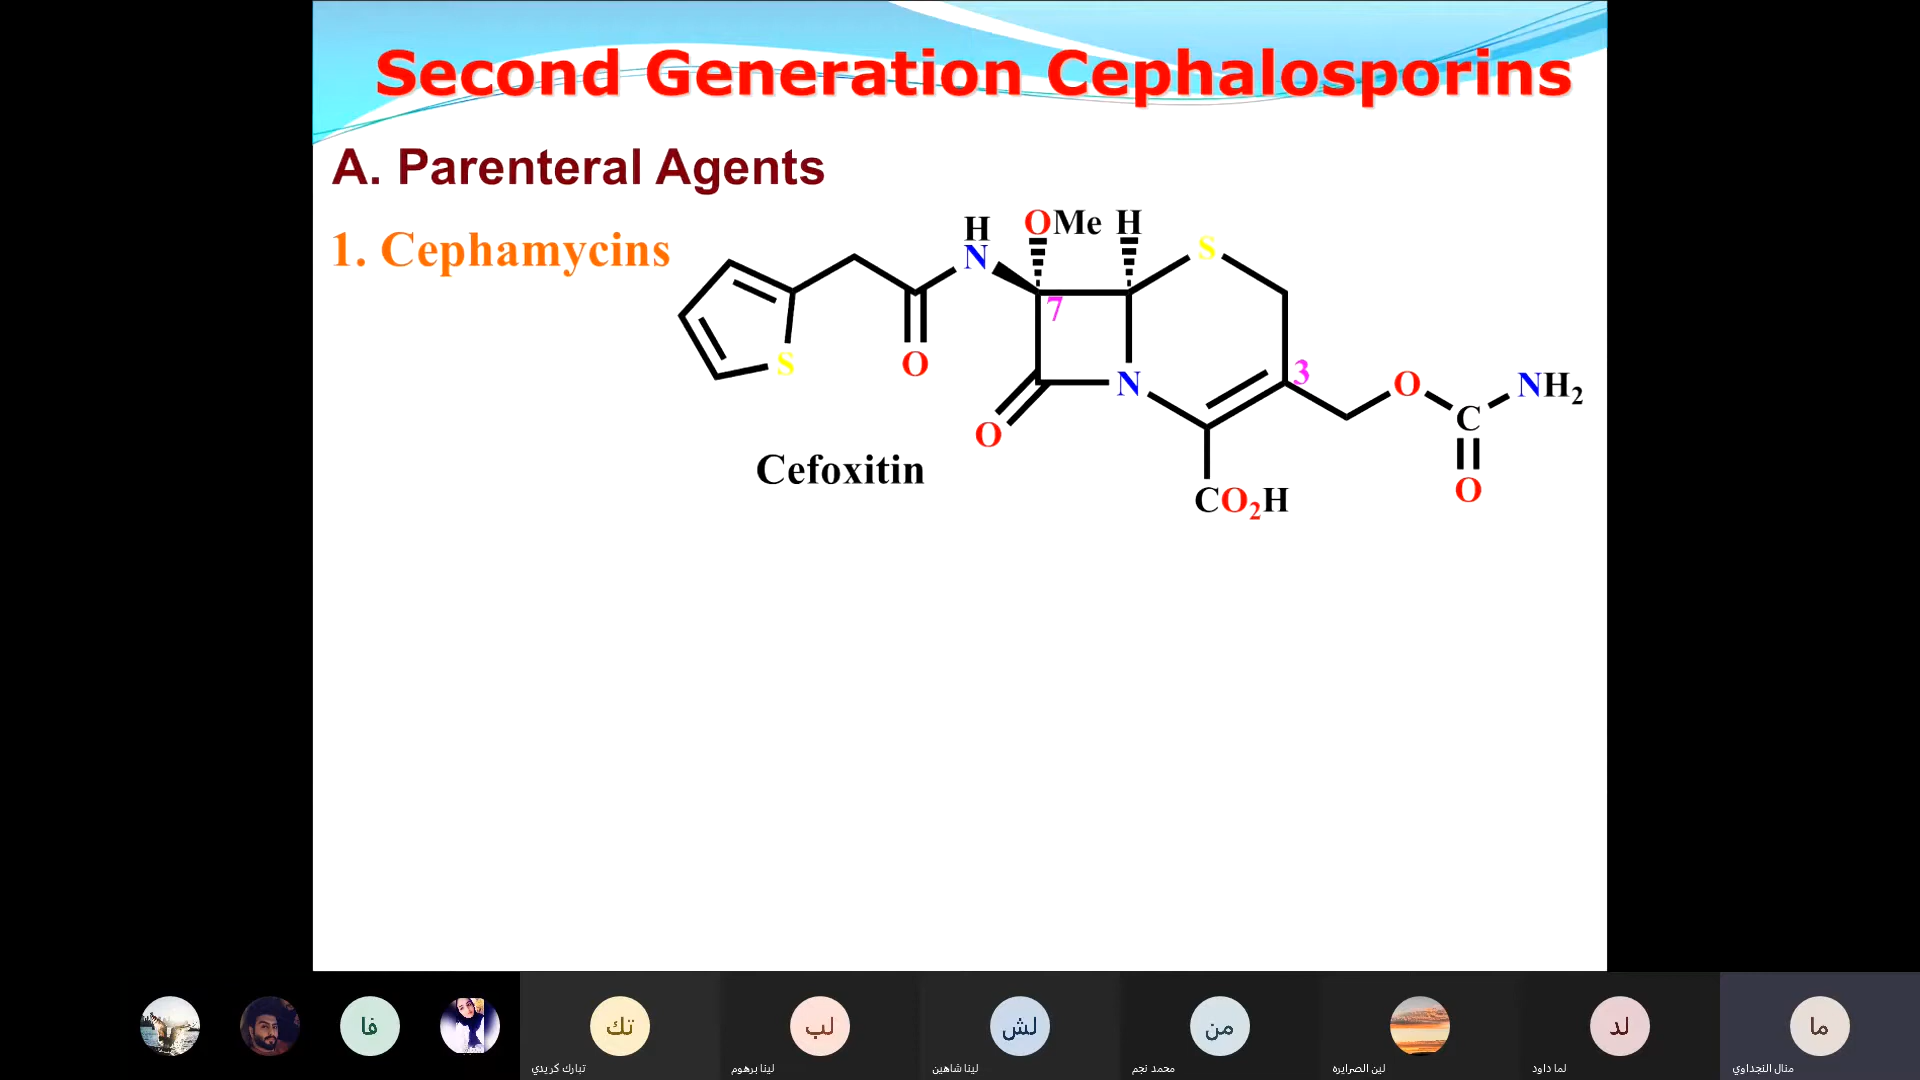 Second Generation Cephalosporins
A. Parenteral Agents
1. Cephamycins
H
N
OMe
H
S
7
S
O
N
3
O
NH2
C
O
O
CO2H
Cefoxitin
فا
تك
لب
لش
من
لد
ما
تبارك كريدي
لينا برهوم
لينا شاهين
محمد نجم
لين الصرايره
لما داود
منال النجداوي